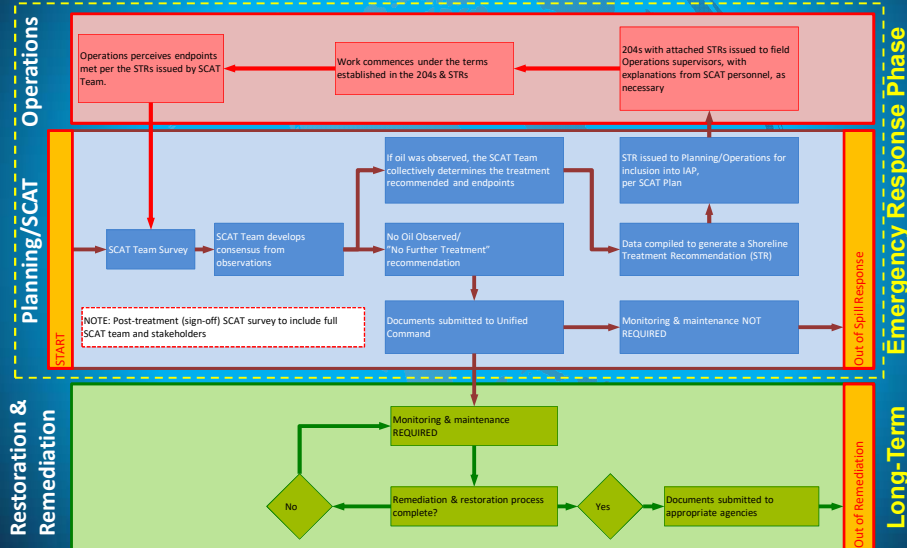 Operations
Operations perceives endpoints
met per the STRs issued by SCAT
Team.
Work commences under the terms
established in the 204s & STRs
204s with attached STRs issued to field
Operations supervisors, with
explanations from SCAT personnel, as
necessary
Emergency Response Phase
Planning/SCAT
START
SCAT Team Survey
SCAT Team develops
consensus from
observations
If oil was observed, the SCAT Team
collectively determines the treatment
recommended and endpoints
STR issued to Planning/Operations for
inclusion into IAP,
per SCAT Plan
No Oil Observed/
"No Further Treatment"
recommendation
Data compiled to generate a Shoreline
Treatment Recommendation (STR)
NOTE: Post-treatment (sign-off) SCAT survey to include full
SCAT team and stakeholders
Documents submitted to Unified
Command
Monitoring & maintenance NOT
REQUIRED
Out of Spill Response
Restoration &
Remediation
Monitoring & maintenance
REQUIRED
No
Remediation & restoration process
complete?
Yes
Documents submitted to
appropriate agencies
Out of Remediation
Long-Term